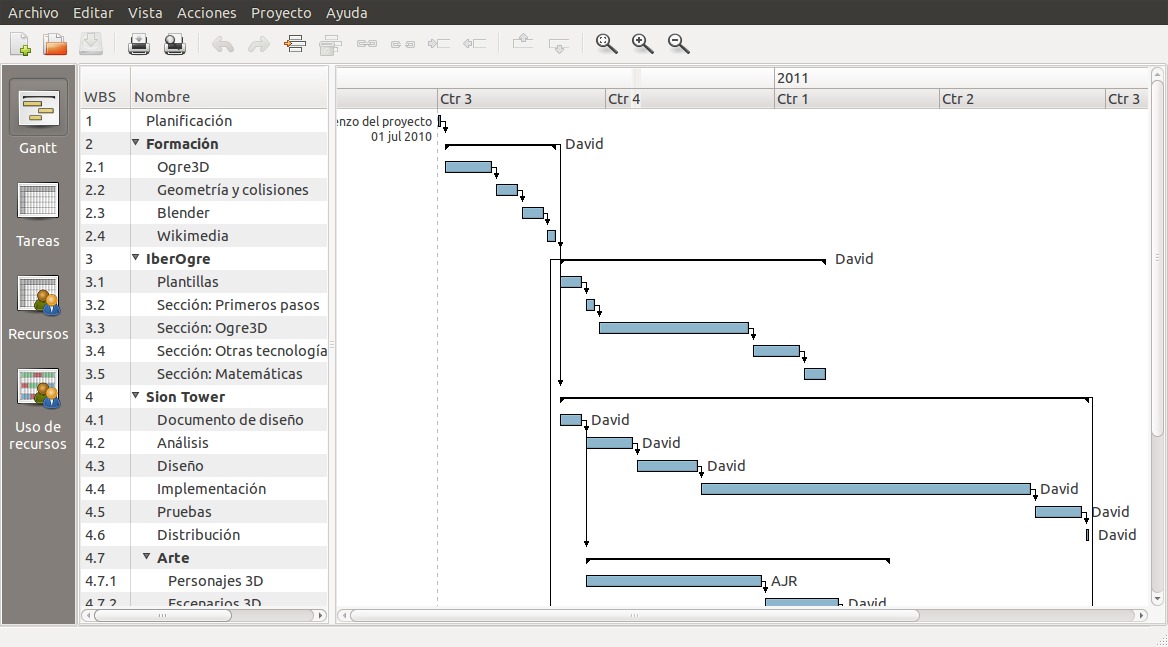 Archivo Editar Vista Acciones Proyecto Ayuda
Gantt
Tareas
Recursos
Uso de
recursos
WBS Nombre
1 Planificación
2 Formación
2.1 Ogre3D
2.2 Geometría y colisiones
2.3 Blender
2.4 Wikimedia
3 IberOgre
3.1 Plantillas
3.2 Sección: Primeros pasos
3.3 Sección: Ogre3D
3.4 Sección: Otras tecnología
3.5 Sección: Matemáticas
4 Sion Tower
4.1 Documento de diseño
4.2 Análisis
4.3 Diseño
4.4 Implementación
4.5 Pruebas
4.6 Distribución
4.7 Arte
4.7.1 Personajes 3D
4.7.2 Escenarios 3D
2011
Ctr 3 Ctr 4 Ctr 1 Ctr 2 Ctr 3
enzo del proyecto
01 jul 2010
David
David
David
David
David
David
David
David
AJR
David